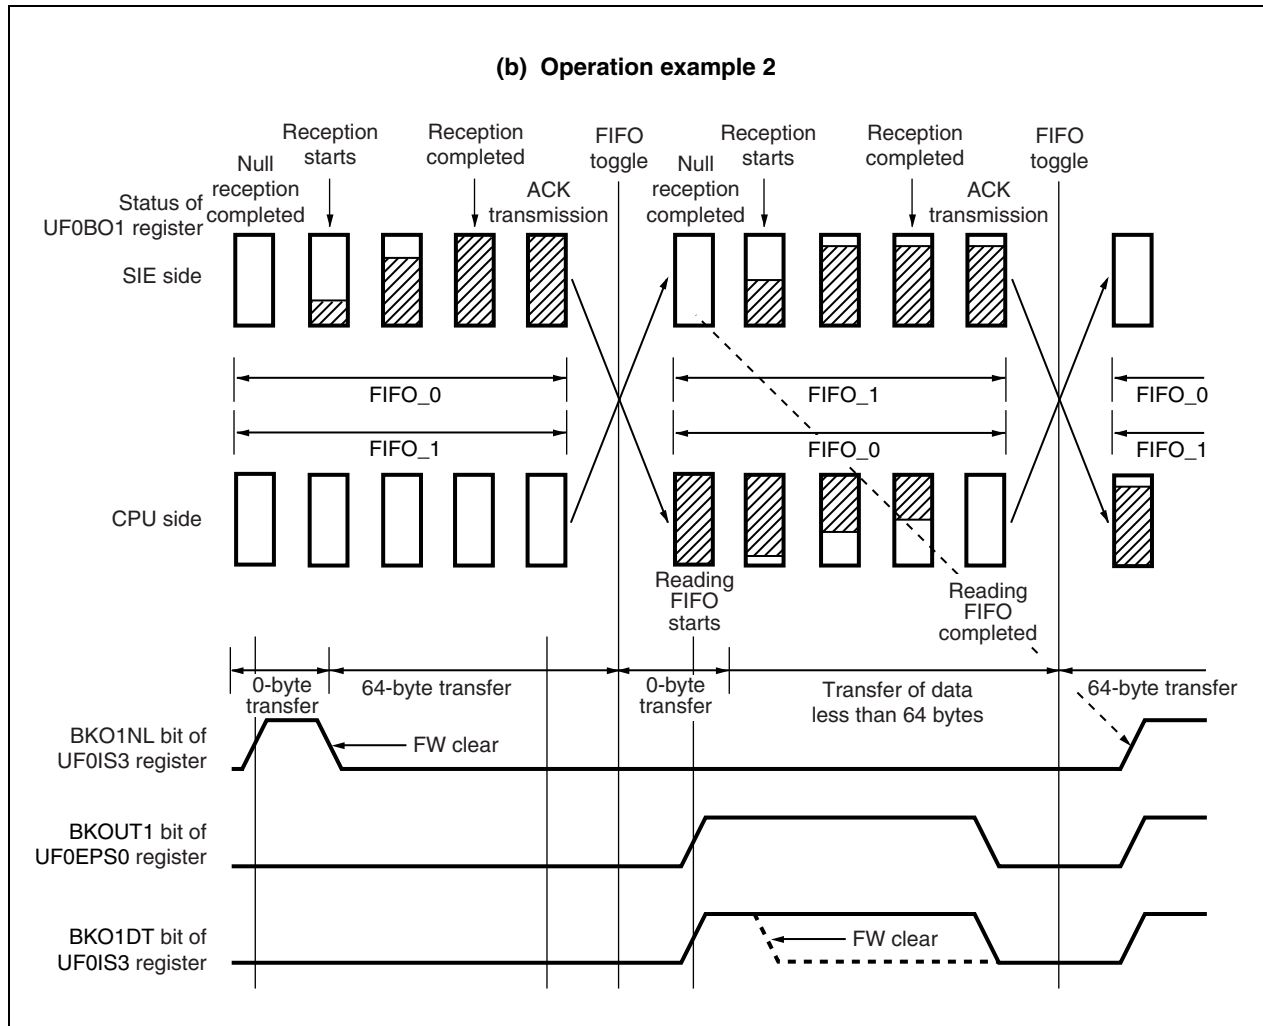 (b) Operation example 2
Reception
starts
Reception
completed
FIFO
toggle
Reception
starts
Reception
completed
FIFO
toggle
Null
reception
completed
ACK
transmission
Null
reception
completed
ACK
transmission
Status of
UF0BO1 register
SIE side
FIFO_0
FIFO_1
FIFO_0
FIFO_1
FIFO_0
FIFO_1
CPU side
Reading
FIFO
starts
Reading
FIFO
completed
0-byte
transfer
64-byte transfer
0-byte
transfer
Transfer of data
less than 64 bytes
64-byte transfer
BKO1NL bit of
UF0IS3 register
FW clear
BKOUT1 bit of
UF0EPS0 register
BKO1DT bit of
UF0IS3 register
FW clear